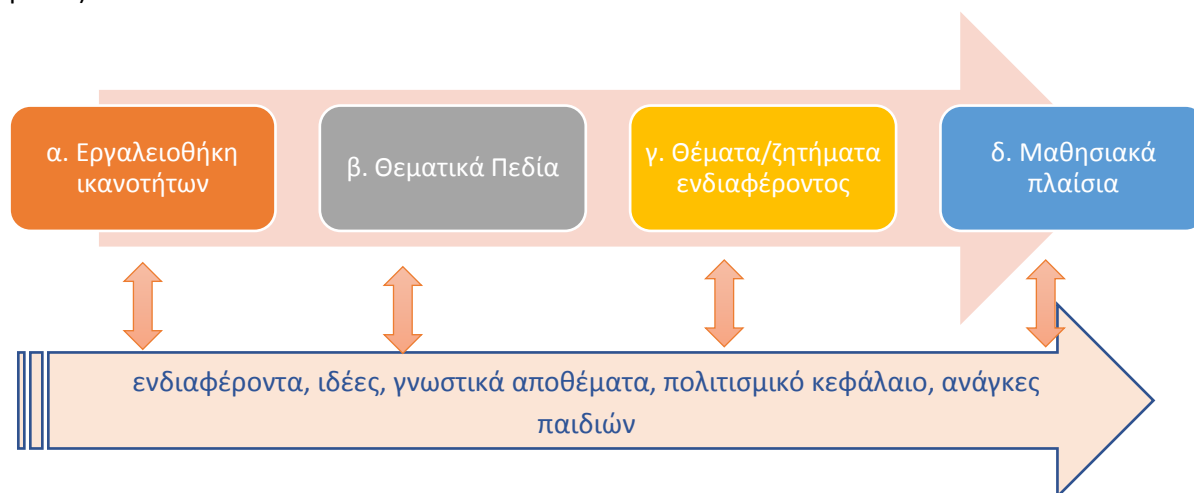 α. Εργαλειοθήκη
ικανοτήτων
β. Θεματικά Πεδία
γ. Θέματα/ζητήματα
ενδιαφέροντος
δ. Μαθησιακά
πλαίσια
ενδιαφέροντα, ιδέες, γνωστικά αποθέματα, πολιτισμικό κεφάλαιο, ανάγκες
παιδιών